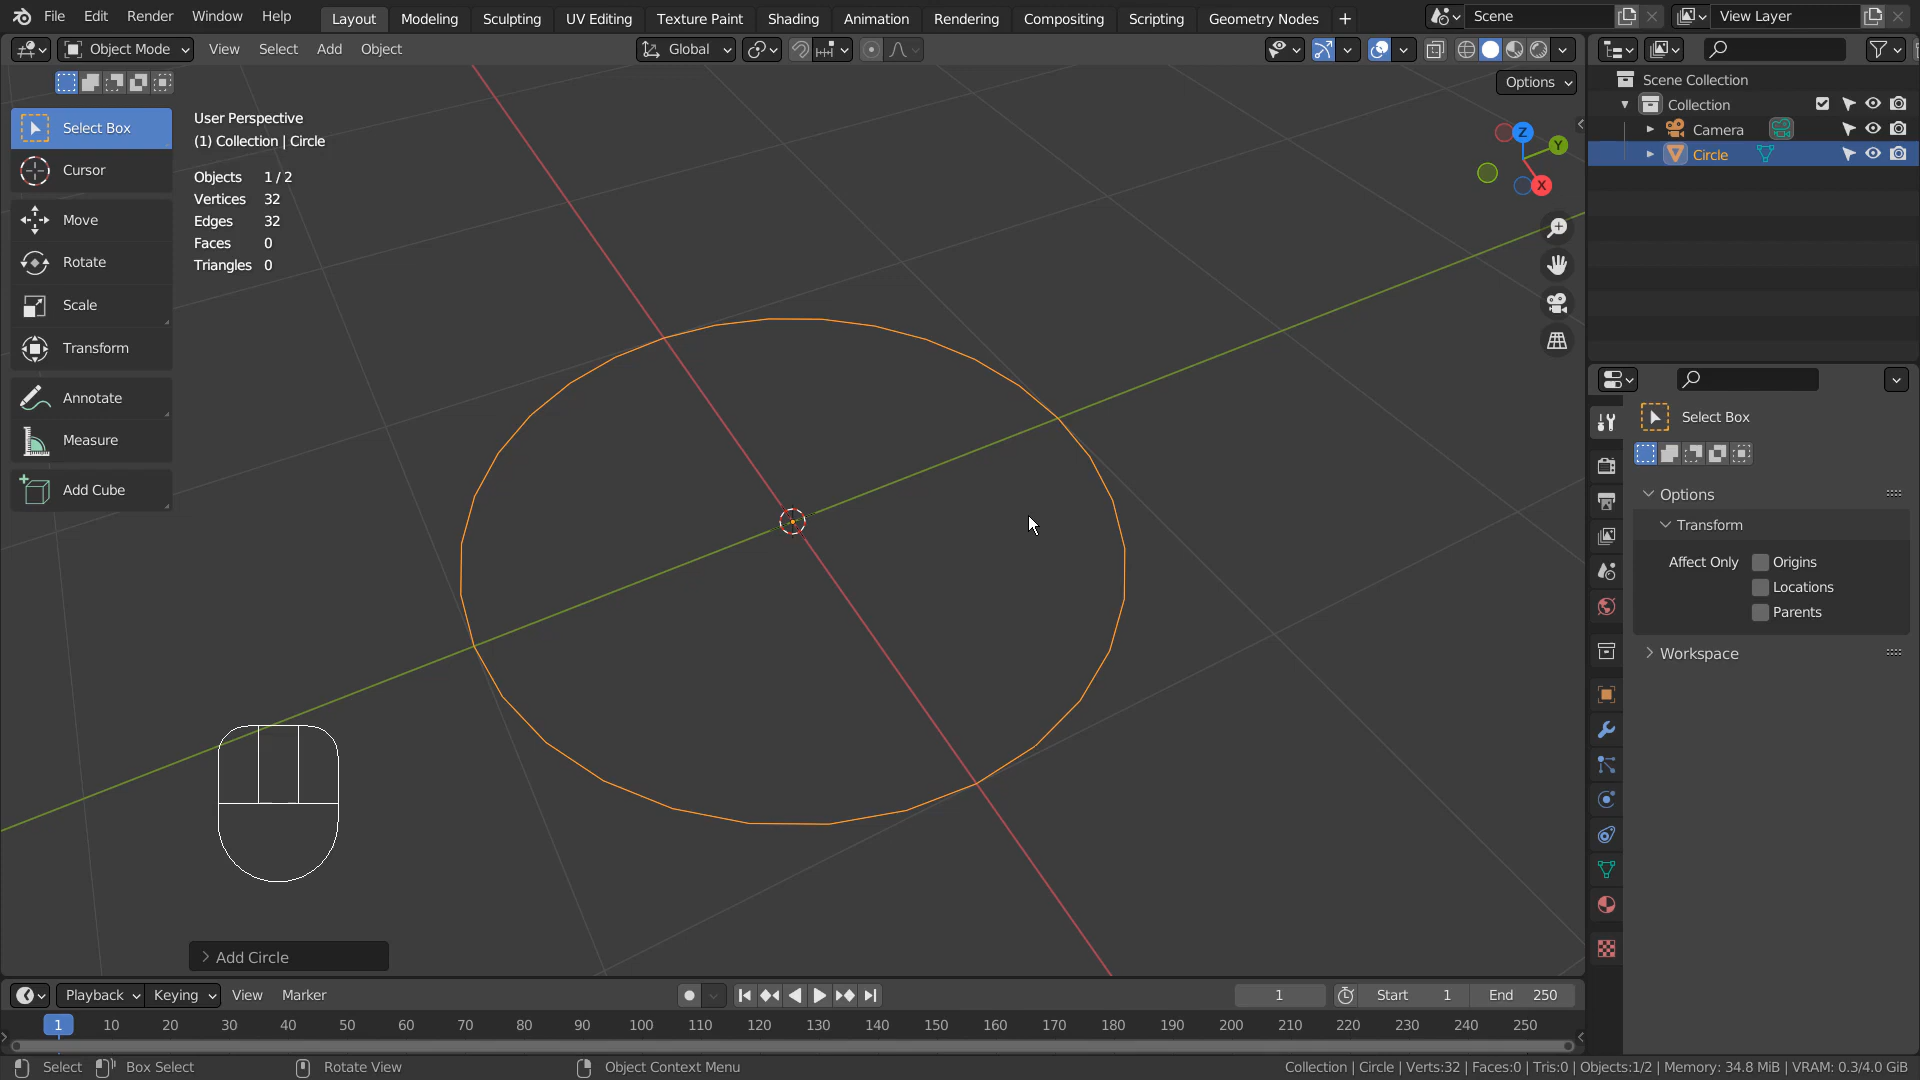 File Edit Render Window Help Layout Modeling Sculpting UV Editing Texture Paint Shading Animation Rendering Compositing Scripting Geometry Nodes + Scene View Layer
Object Mode View Select Add Object Global
Options
Select Box
Cursor
Move
Rotate
Scale
Transform
Annotate
Measure
Add Cube
User Perspective
(1) Collection | Circle
Objects 1 / 2
Vertices 32
Edges 32
Faces 0
Triangles 0
Z
Y
X
Scene Collection
Collection
Camera
Circle
Select Box
Options
Transform
Affect Only Origins
Locations
Parents
Workspace
Add Circle
Playback Keying View Marker 1 Start 1 End 250
1 10 20 30 40 50 60 70 80 90 100 110 120 130 140 150 160 170 180 190 200 210 220 230 240 250
Select Box Select Rotate View Object Context Menu Collection | Circle | Verts:32 | Faces:0 | Tris:0 | Objects:1/2 | Memory: 34.8 MiB | VRAM: 0.3/4.0 GiB